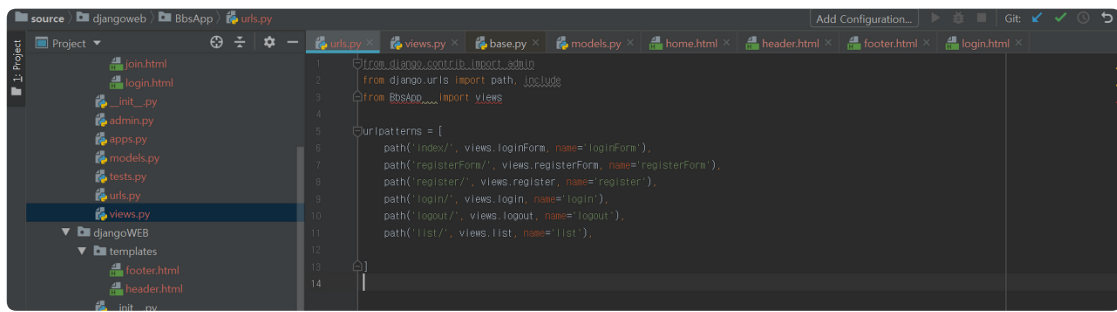 source djangoweb BbsApp urls.py Add Configuration... Git:
1: Project
Project urls.py views.py base.py models.py home.html header.html footer.html login.html
join.html
login.html
__init__.py
admin.py
apps.py
models.py
tests.py
urls.py
views.py
djangoWEB
templates
footer.html
header.html
__init__.py
1 from django.contrib import admin
2 from django.urls import path, include
3 from BbsApp import views
4
5 urlpatterns = [
6 path('index/', views.loginForm, name='loginForm'),
7 path('registerForm/', views.registerForm, name='registerForm'),
8 path('register/', views.register, name='register'),
9 path('login/', views.login, name='login'),
10 path('logout/', views.logout, name='logout'),
11 path('list/', views.list, name='list'),
12
13 ]
14